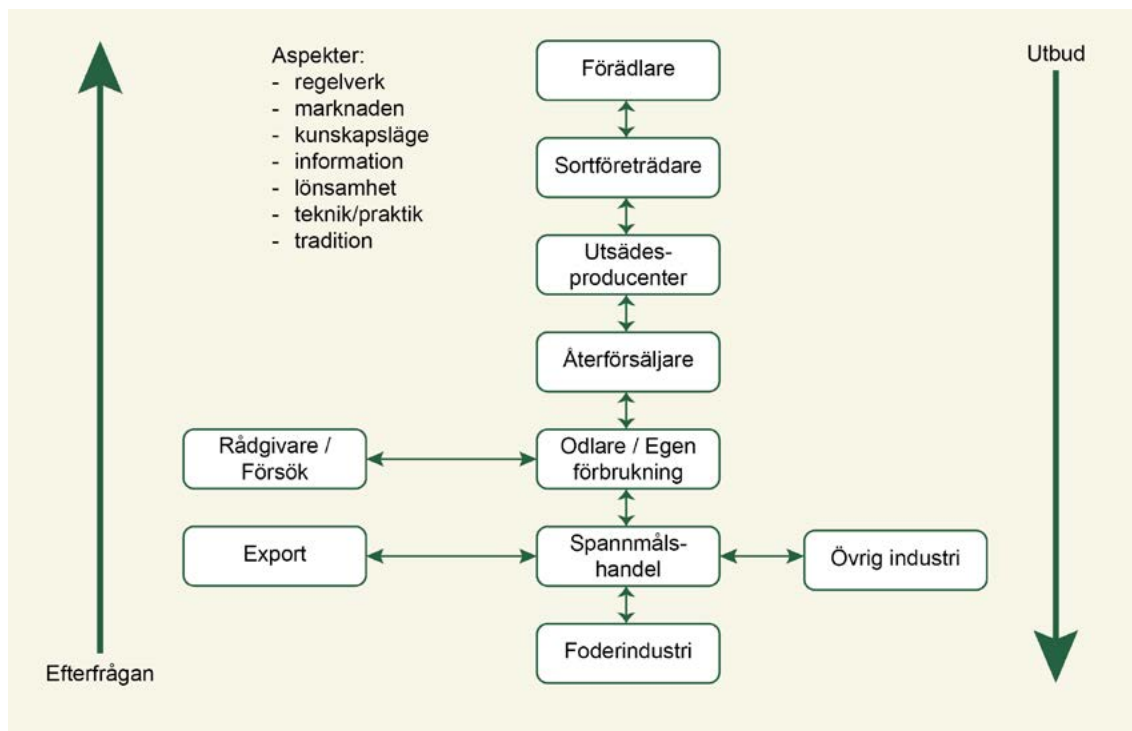 Aspekter:
- regelverk
- marknaden
- kunskapsläge
- information
- lönsamhet
- teknik/praktik
- tradition
Utbud
Förädlare
Sortföreträdare
Utsädes-
producenter
Återförsäljare
Rådgivare /
Försök
Odlare / Egen
förbrukning
Export
Spannmåls-
handel
Övrig industri
Foderindustri
Efterfrågan